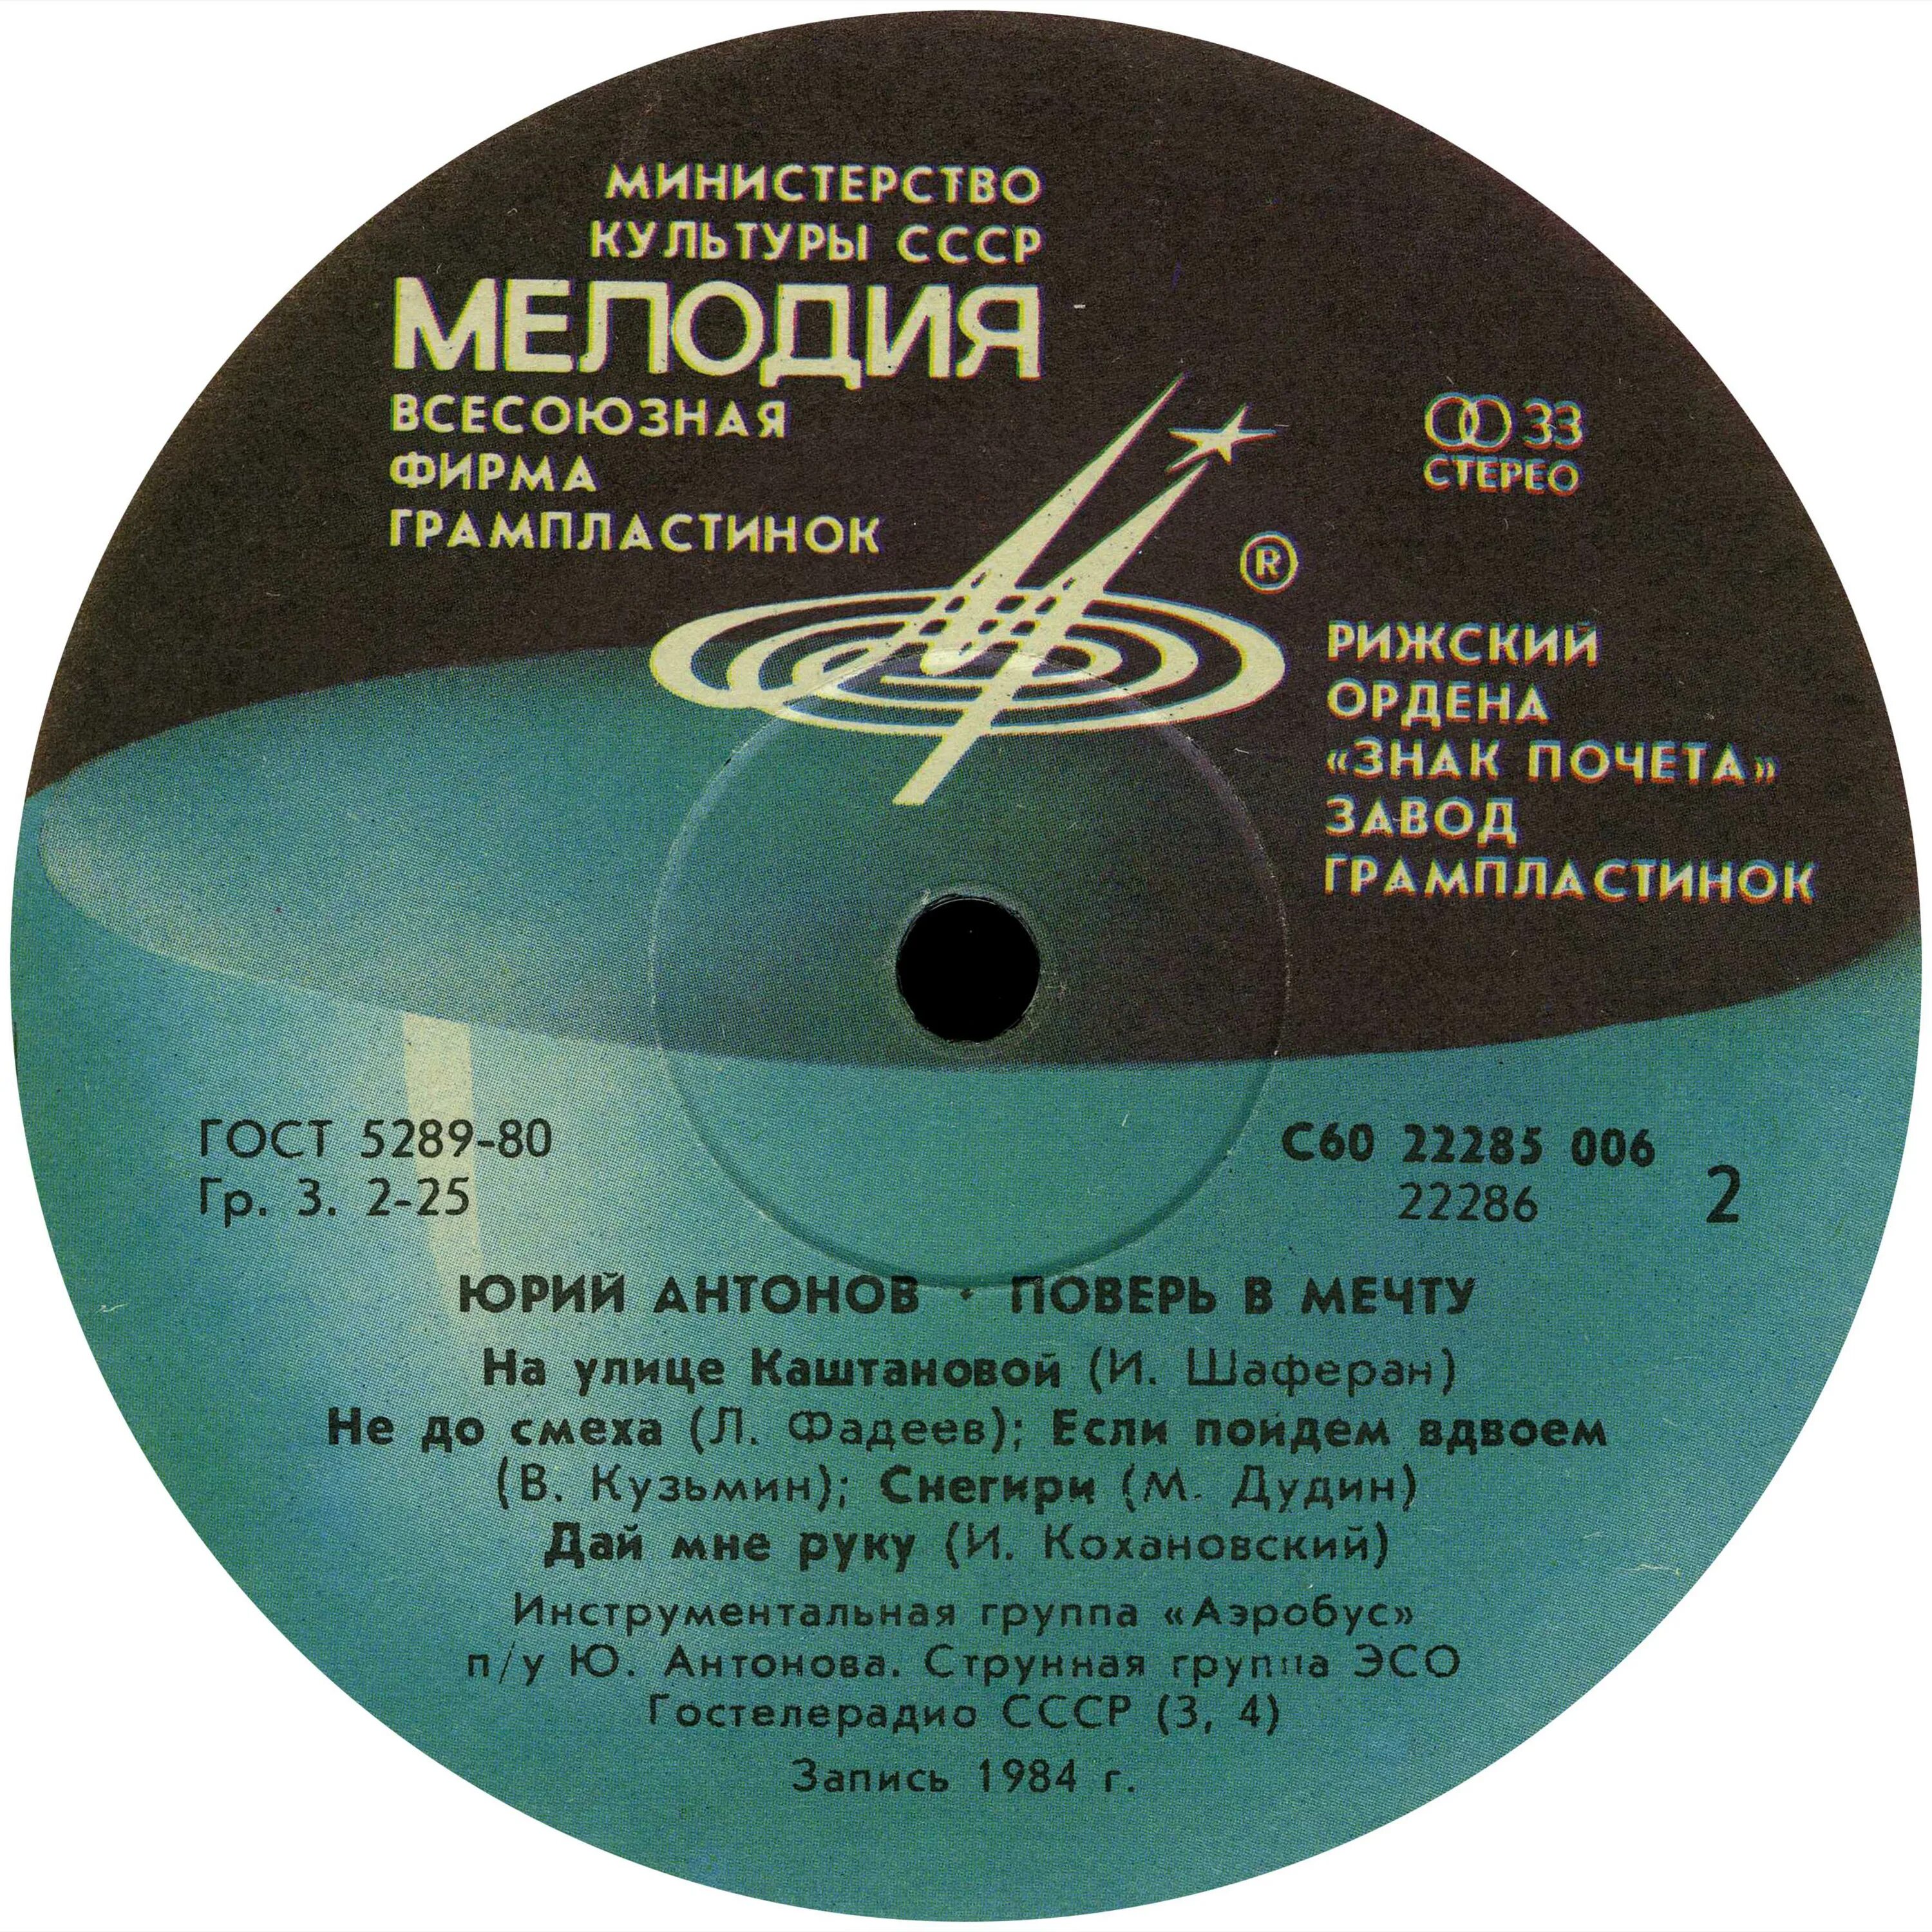 МИНИСТЕРСТВО
КУЛЬТУРЫ СССР
МЕЛОДИЯ
ВСЕСОЮЗНАЯ
ФИРМА
ГРАМПЛАСТИНОК
33
СТЕРЕО
®
РИЖСКИЙ
ОРДЕНА
«ЗНАК ПОЧЕТА»
ЗАВОД
ГРАМПЛАСТИНОК
ГОСТ 5289-80
Гр. 3. 2-25
С60 22285 006
22286
2
ЮРИЙ АНТОНОВ · ПОВЕРЬ В МЕЧТУ
На улице Каштановой (И. Шаферан)
Не до смеха (Л. Фадеев); Если пойдем вдвоем
(В. Кузьмин); Снегири (М. Дудин)
Дай мне руку (И. Кохановский)
Инструментальная группа «Аэробус»
п/у Ю. Антонова. Струнная группа ЭСО
Гостелерадио СССР (3, 4)
Запись 1984 г.